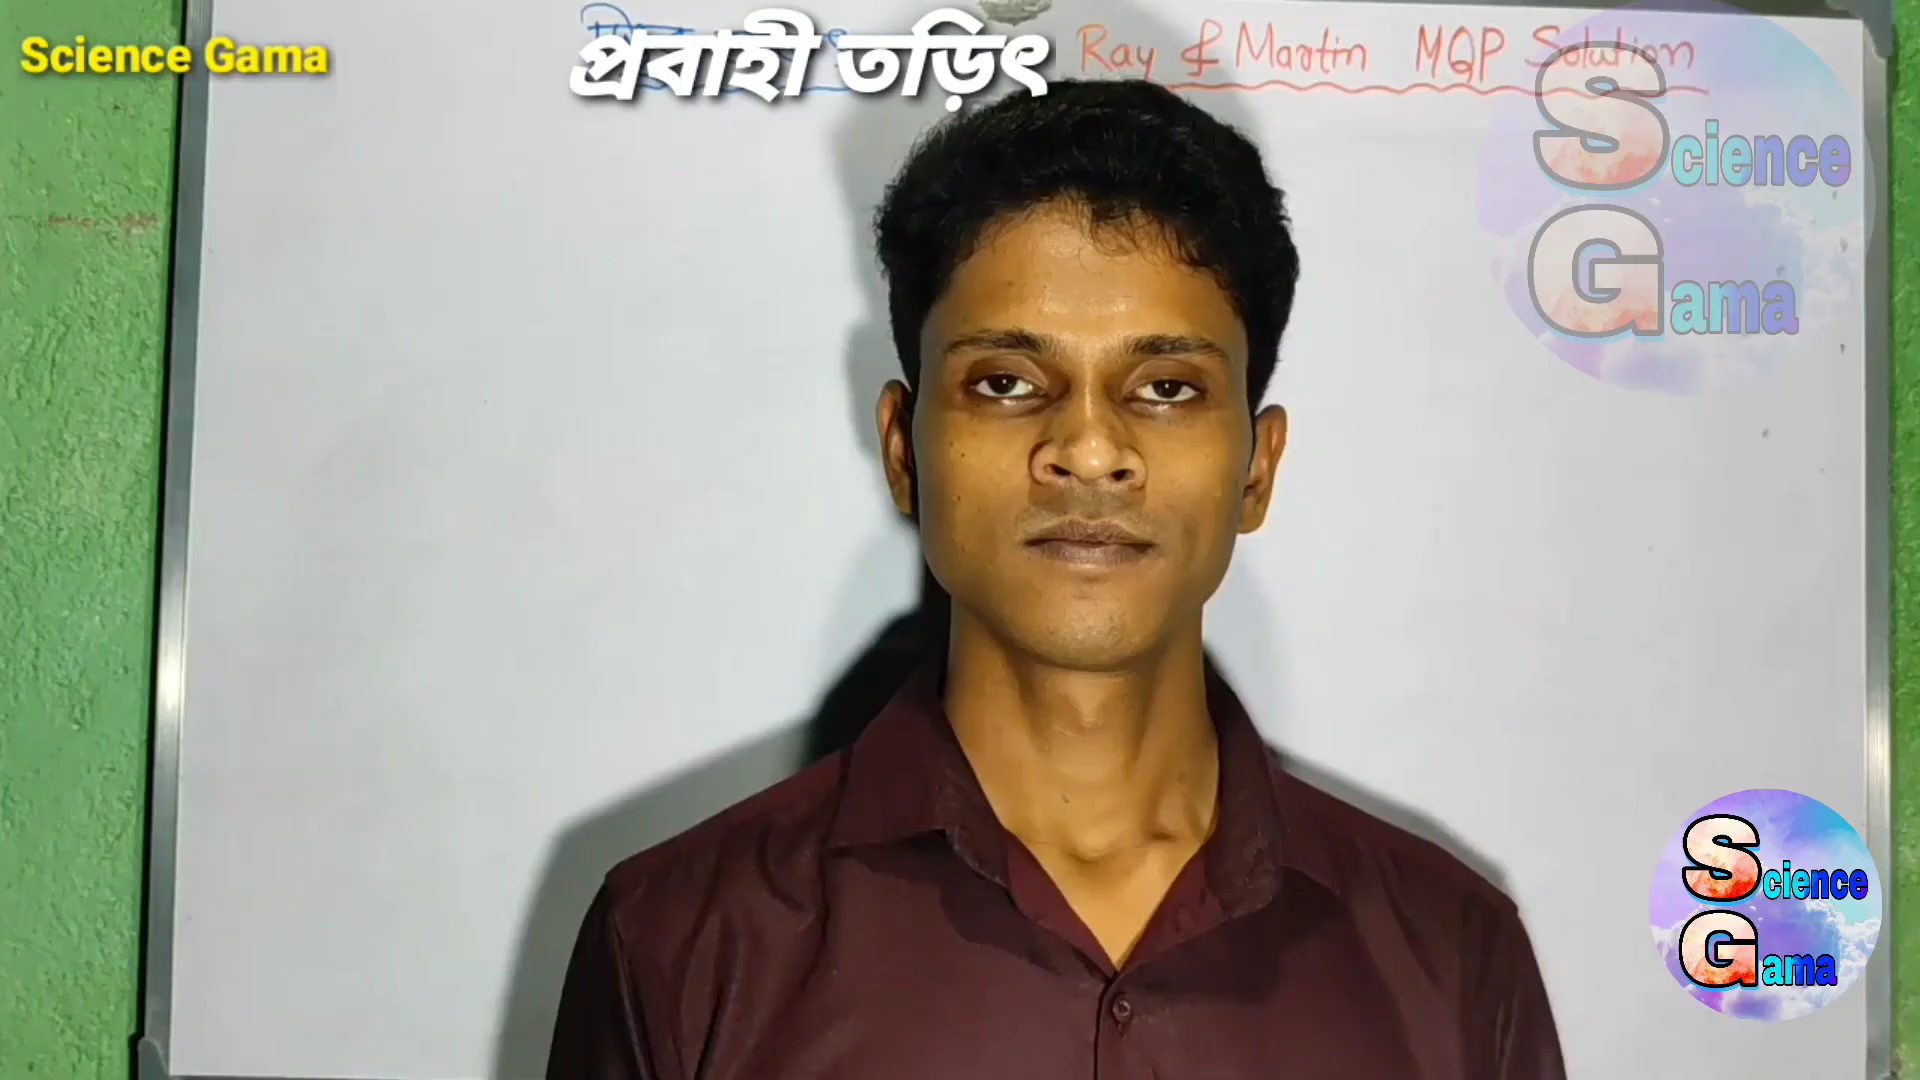 Science Gama
প্রবাহী তড়িৎ
Ray & Martin MQP Solution
Science
Gama
Science
Gama